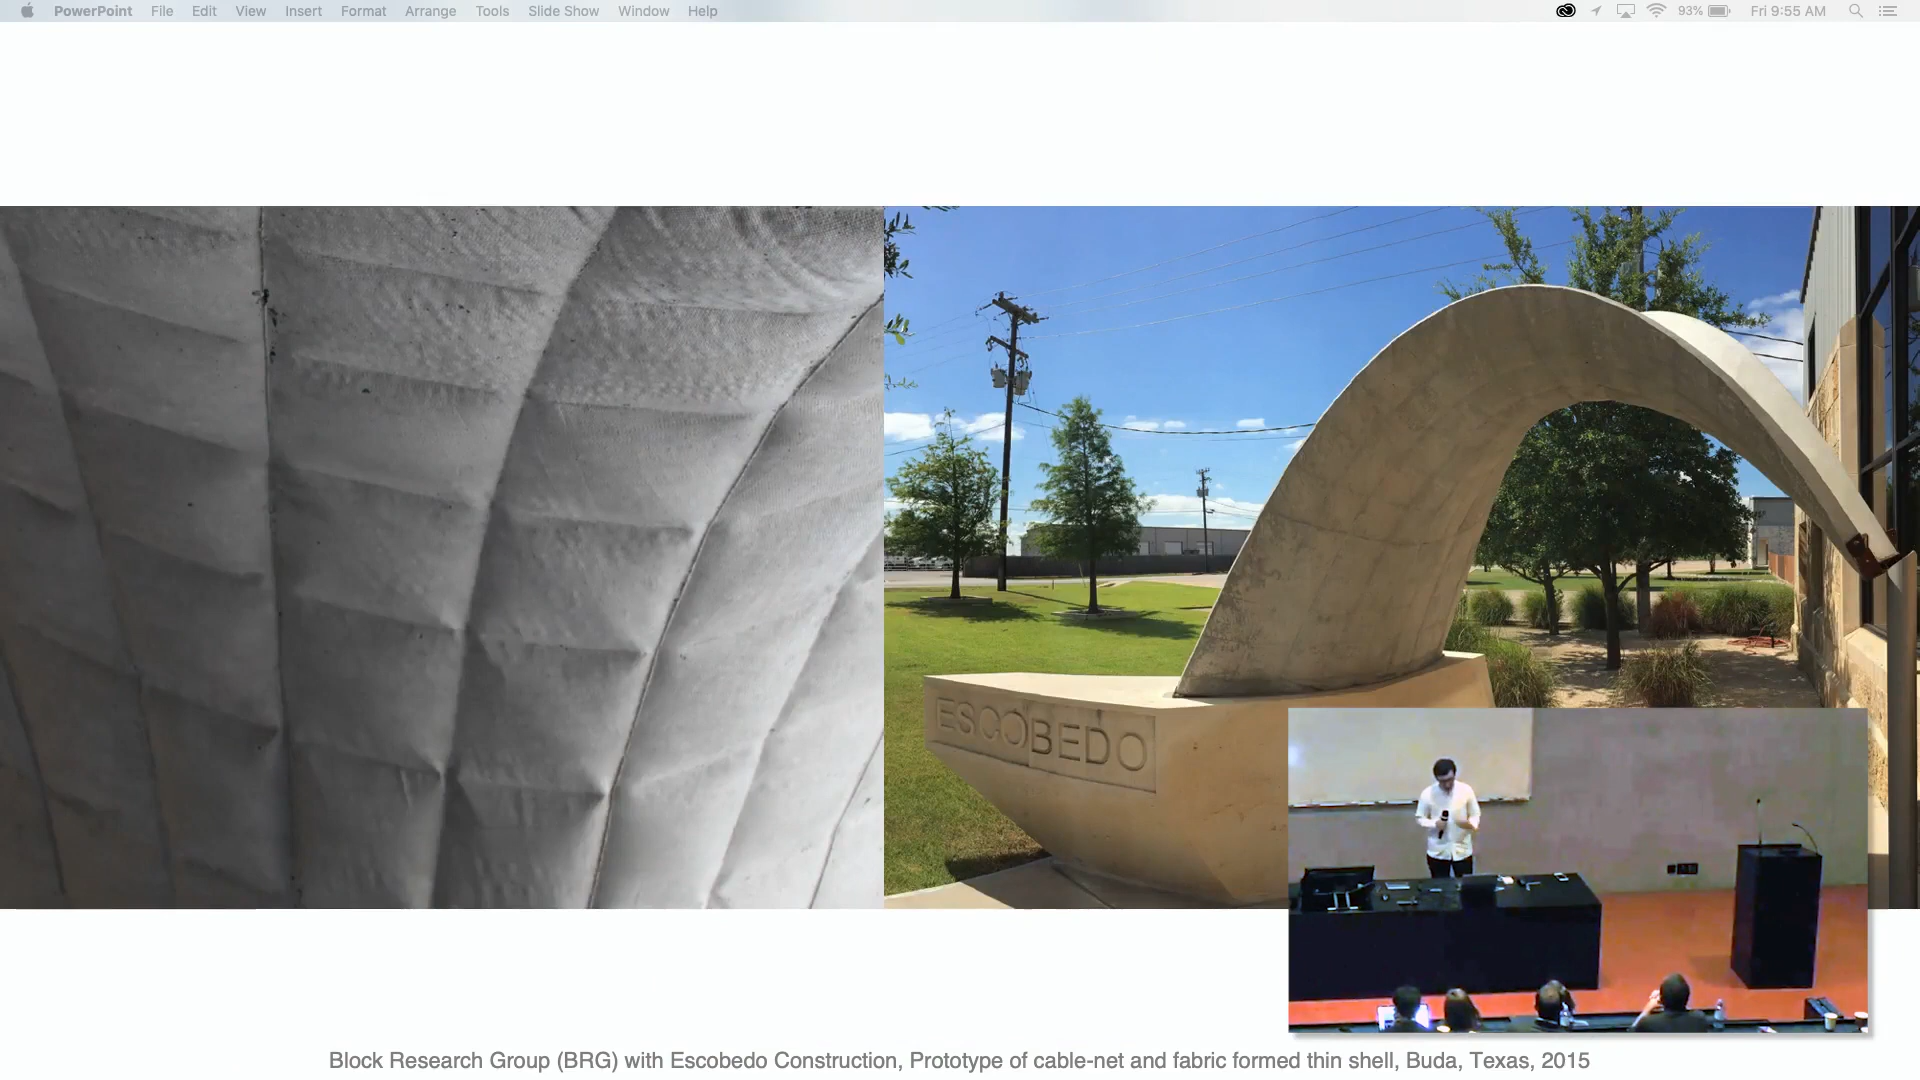 PowerPoint File Edit View Insert Format Arrange Tools Slide Show Window Help 93% Fri 9:55 AM
ESCOBEDO
Block Research Group (BRG) with Escobedo Construction, Prototype of cable-net and fabric formed thin shell, Buda, Texas, 2015